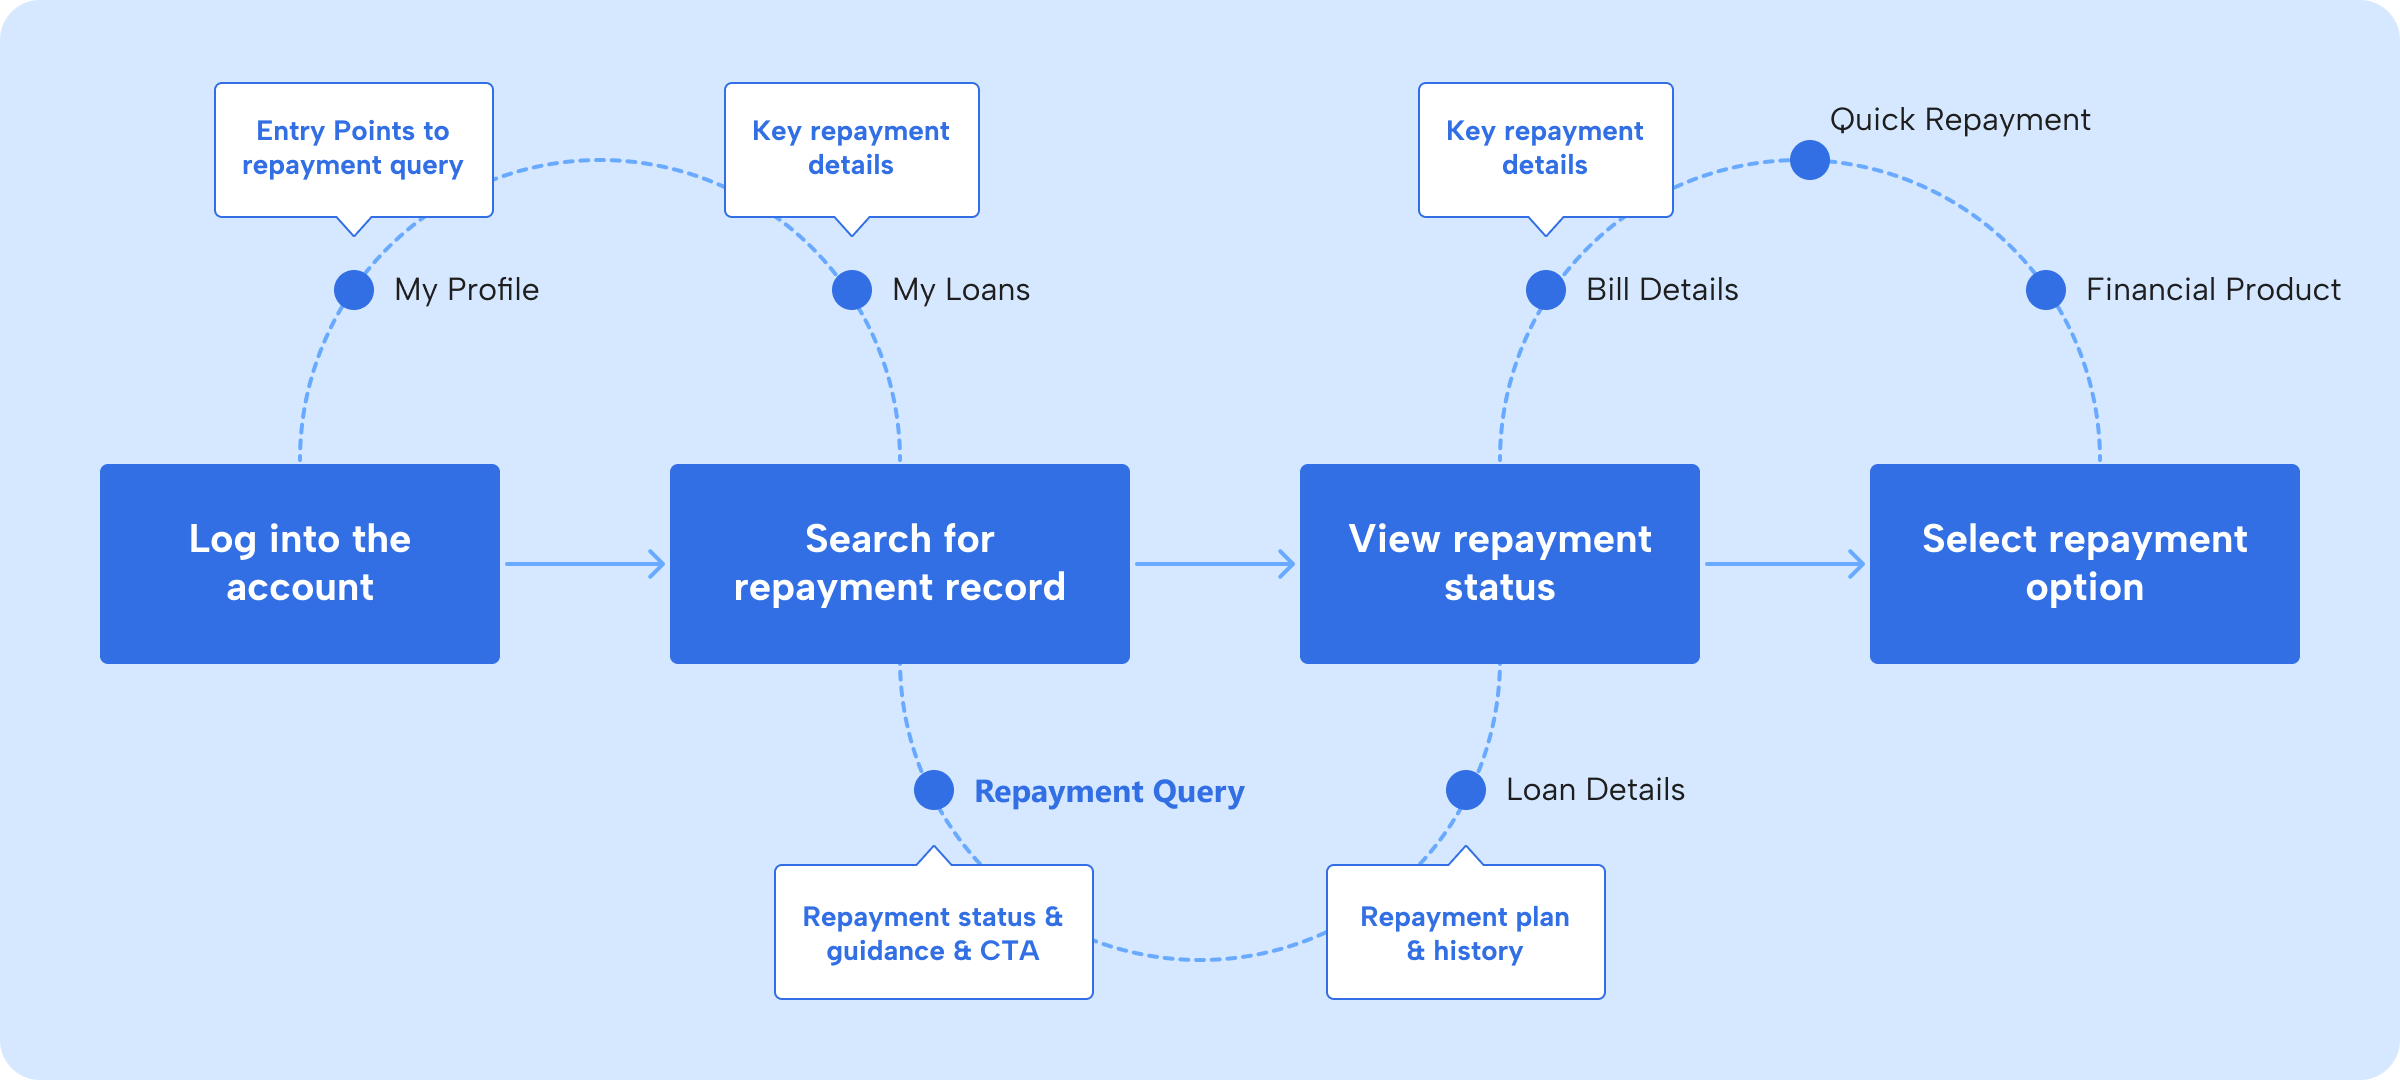 Entry Points to
repayment query
Key repayment
details
Key repayment
details
Quick Repayment
My Profile
My Loans
Bill Details
Financial Product
Log into the
account
Search for
repayment record
View repayment
status
Select repayment
option
Repayment Query
Loan Details
Repayment status &
guidance & CTA
Repayment plan
& history